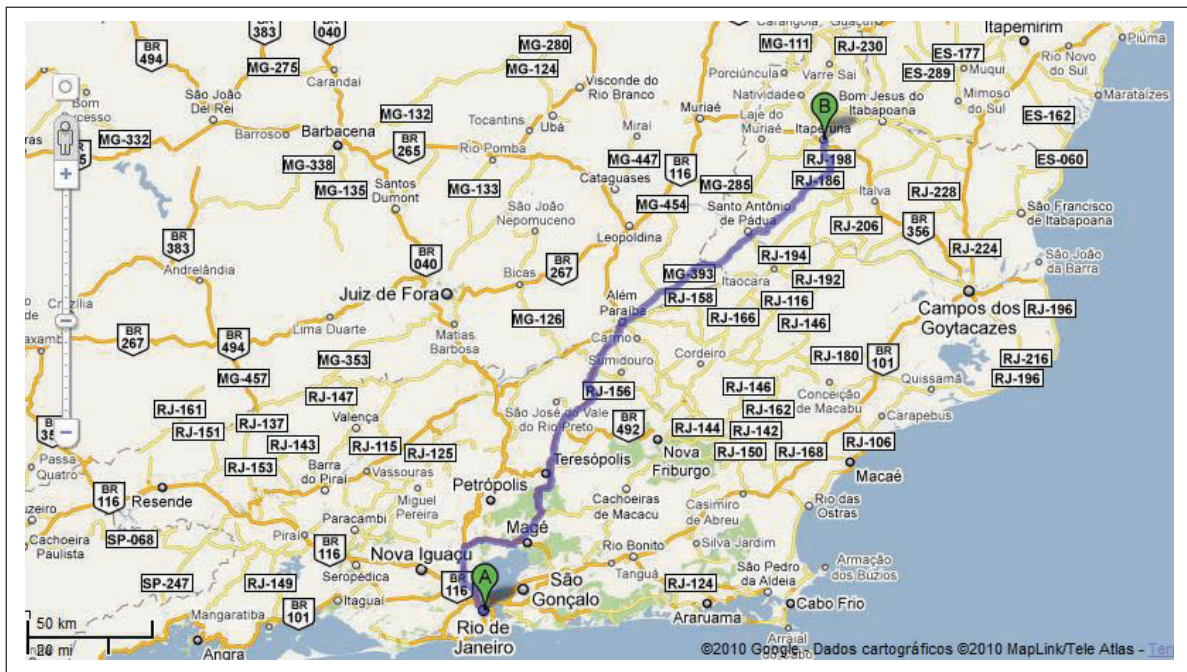 BR
383
BR
040
MG-280
MG-111
RJ-230
Itapemirim
Piúma
BR
494
MG-275
Carandaí
MG-124
Visconde do
Rio Branco
Porciúncula
Varre Sai
ES-177
ES-289
Muqui
Rio Novo
do Sul
São João
Del Rei
MG-132
Natividade
Bom Jesus do
Itabapoana
Mimoso
do Sul
Marataízes
Muriaé
Laje do
Muriaé
B
Itaperuna
ES-162
MG-332
Barroso
Barbacena
BR
265
Tocantins
Ubá
Miraí
Rio Pomba
MG-338
MG-447
RJ-198
ES-060
MG-135
Santos
Dumont
MG-133
Cataguases
BR
116
MG-285
RJ-186
Italva
RJ-228
São João
Nepomuceno
MG-454
Santo Antônio
de Pádua
São Francisco
de Itabapoana
BR
383
Leopoldina
RJ-206
BR
356
RJ-224
BR
040
BR
267
São João
da Barra
Andrelândia
Bicas
MG-393
RJ-194
Itaocara
RJ-192
Juiz de Fora
Além
Paraíba
RJ-158
RJ-116
Campos dos
Goytacazes
RJ-196
MG-126
RJ-166
RJ-146
BR
267
Lima Duarte
BR
494
Matias
Barbosa
Carmo
Sumidouro
Cordeiro
RJ-180
BR
101
RJ-216
RJ-196
MG-353
MG-457
RJ-147
RJ-156
RJ-146
Conceição
de Macabu
Quissamã
RJ-161
RJ-137
Valença
São José do Vale
do Rio Preto
BR
492
RJ-162
Carapebus
RJ-151
RJ-143
RJ-115
RJ-125
RJ-144
RJ-142
RJ-106
Passa
Quatro
RJ-153
Barra
do Piraí
Vassouras
Teresópolis
Nova
Friburgo
RJ-150
RJ-168
Macaé
BR
116
Resende
Miguel
Pereira
Petrópolis
Cachoeiras
de Macacu
Casimiro
de Abreu
Rio das
Ostras
Paracambi
Cachoeira
Paulista
SP-068
Piraí
BR
116
Magé
Rio Bonito
Silva Jardim
Armação
dos Búzios
Seropédica
Nova Iguaçu
Tanguá
São Pedro
da Aldeia
SP-247
RJ-149
BR
116
A
São
Gonçalo
RJ-124
Itaguaí
Cabo Frio
Mangaratiba
BR
101
Rio de
Janeiro
Araruama
50 km
20 mi
Angra
Arraial
do Cabo
©2010 Google - Dados cartográficos ©2010 MapLink/Tele Atlas -